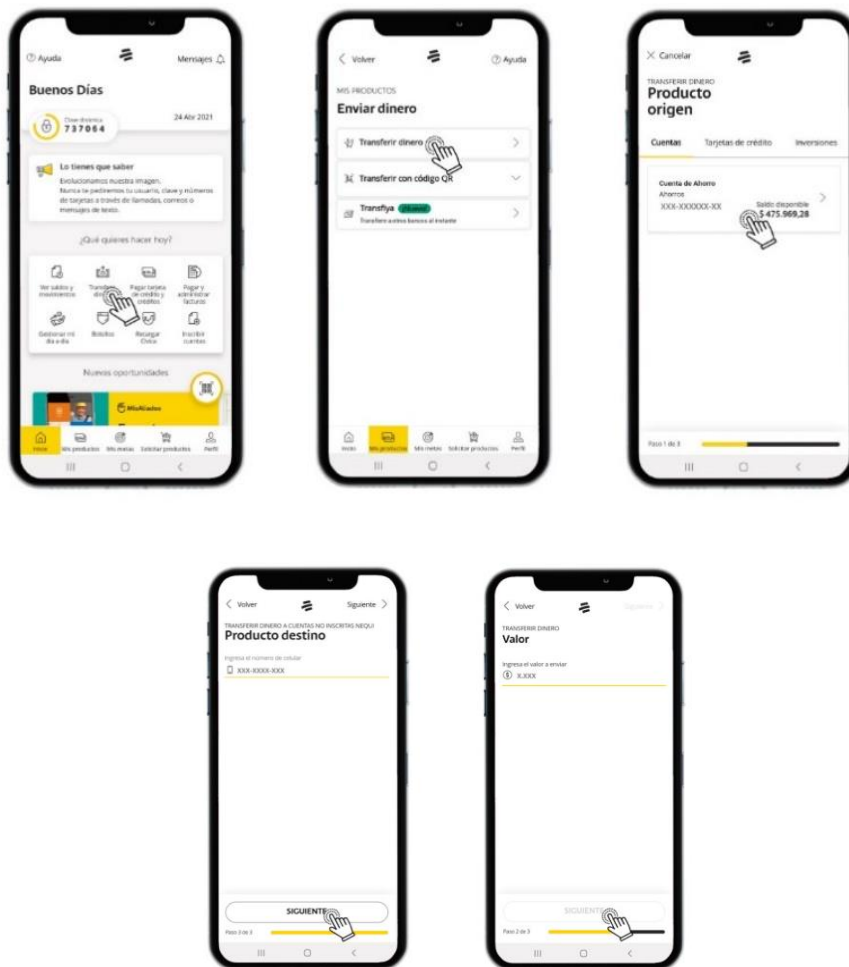 Ayuda
Mensajes
Buenos Días
Clave dinámica
737064
24 Abr 2021
Lo tienes que saber
Evolucionamos nuestra imagen.
Nunca te pediremos tu usuario, clave y números
de tarjetas a través de llamadas, correos o
mensajes de texto.
¿Qué quieres hacer hoy?
Ver saldos y
movimientos
Pagar tarjeta
de crédito y
créditos
Pagar y
administrar
facturas
Gestionar mi
día a día
Bolsillos
Recargar
Cívica
Inscribir
cuentas
Nuevas oportunidades
MisAliados
Inicio
Mis productos
Mis metas
Solicitar productos
Perfil
Volver
Ayuda
MIS PRODUCTOS
Enviar dinero
Transferir dinero
Transferir con código QR
Transfiya
Transfiere a otros bancos al instante
Inicio
Mis productos
Mis metas
Solicitar productos
Perfil
Cancelar
TRANSFERIR DINERO
Producto
origen
Cuentas
Tarjetas de crédito
Inversiones
Cuenta de Ahorro
Ahorros
XXX-XXXXXX-XX
Saldo disponible
$ 475.969,28
Paso 1 de 3
Volver
Siguiente
TRANSFERIR DINERO A CUENTAS NO INSCRITAS NEQUI
Producto destino
Ingresa el número de celular
XXX-XXXX-XXX
SIGUIENTE
Volver
Siguiente
TRANSFERIR DINERO
Valor
Ingresa el valor a enviar
X.XXX
SIGUIENTE
Paso 2 de 3